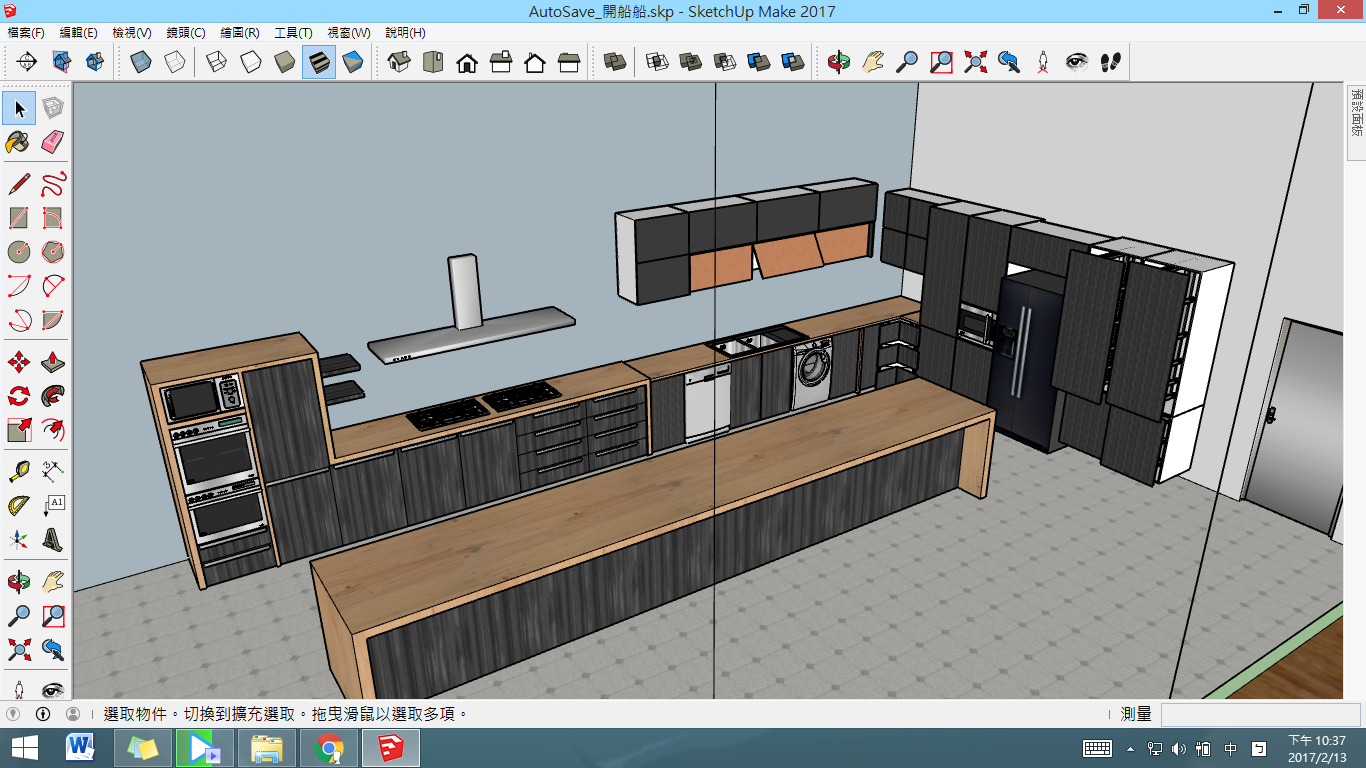 AutoSave_開船船.skp - SketchUp Make 2017
檔案(F) 編輯(E) 檢視(V) 鏡頭(C) 繪圖(R) 工具(T) 視窗(W) 說明(H)
預設面板
A1
選取物件。切換到擴充選取。拖曳滑鼠以選取多項。
測量
中
下午 10:37
2017/2/13